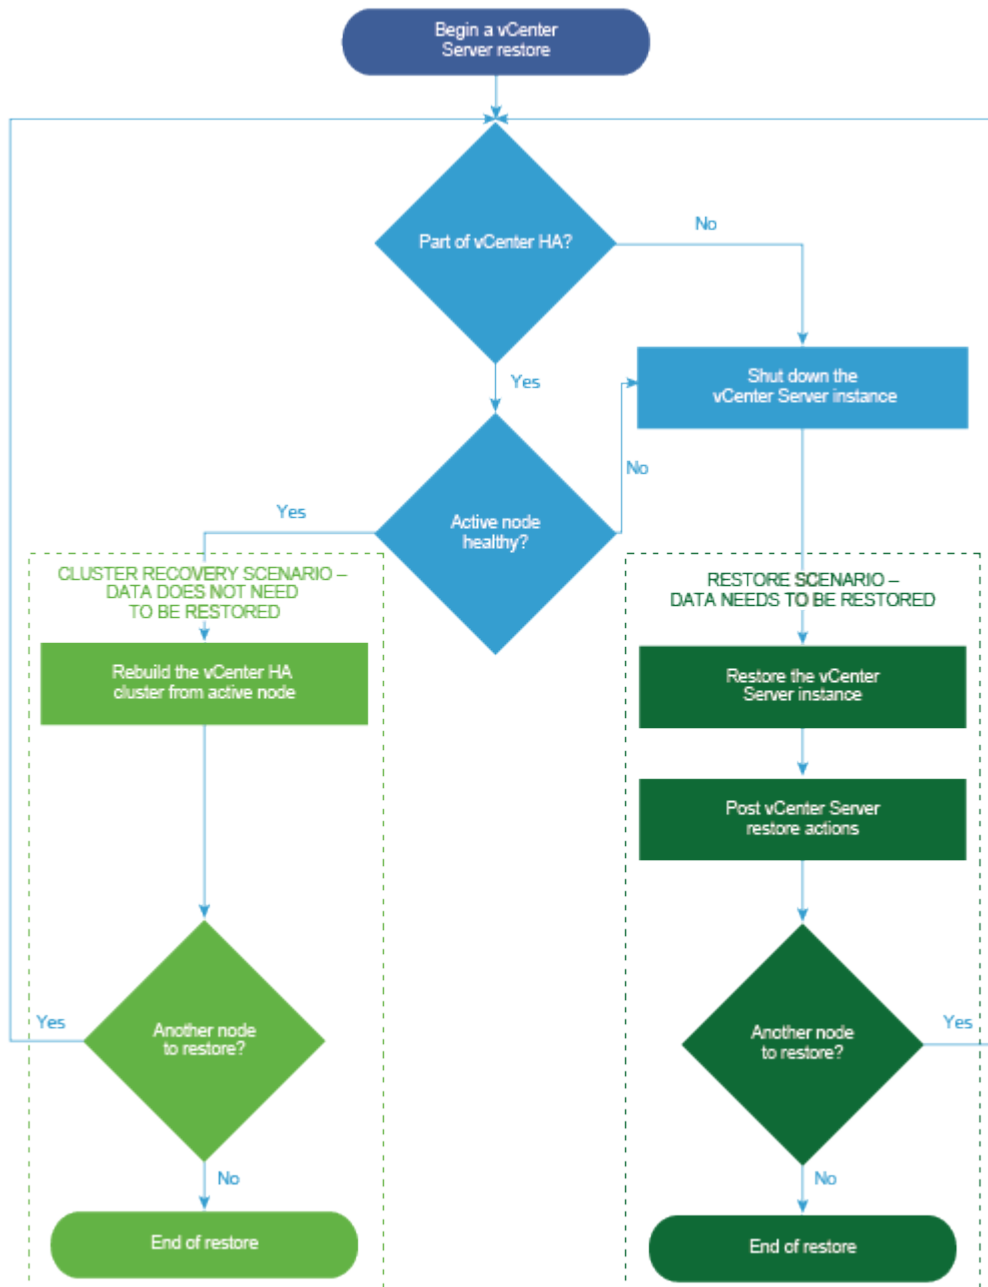 Begin a vCenter
Server restore
Part of vCenter HA?
No
Yes
Shut down the
vCenter Server instance
No
Active node
healthy?
Yes
CLUSTER RECOVERY SCENARIO –
DATA DOES NOT NEED
TO BE RESTORED
RESTORE SCENARIO –
DATA NEEDS TO BE RESTORED
Rebuild the vCenter HA
cluster from active node
Restore the vCenter
Server instance
Post vCenter Server
restore actions
Yes
Another node
to restore?
Another node
to restore?
Yes
No
No
End of restore
End of restore